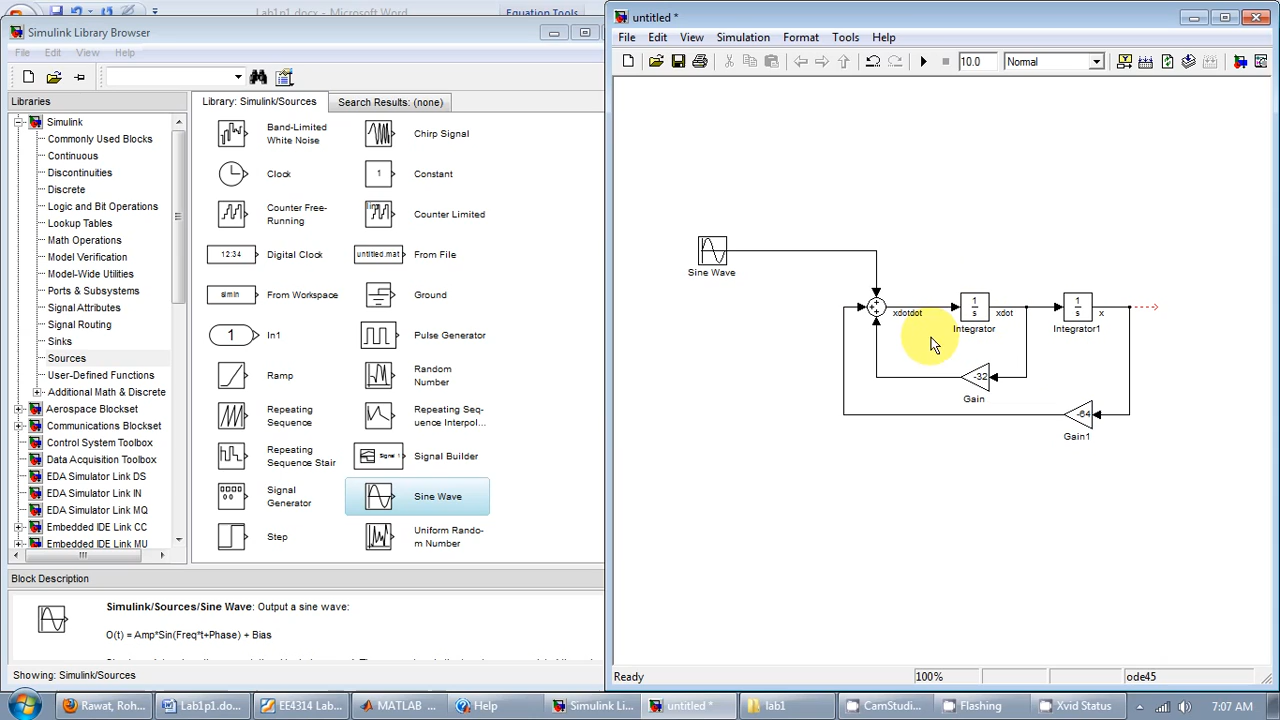 Lab1p1.docx - Microsoft Word
Equation Tools
Simulink Library Browser
File Edit View Help
Libraries
Library: Simulink/Sources
Search Results: (none)
Simulink
Commonly Used Blocks
Continuous
Discontinuities
Discrete
Logic and Bit Operations
Lookup Tables
Math Operations
Model Verification
Model-Wide Utilities
Ports & Subsystems
Signal Attributes
Signal Routing
Sinks
Sources
User-Defined Functions
Additional Math & Discrete
Aerospace Blockset
Communications Blockset
Control System Toolbox
Data Acquisition Toolbox
EDA Simulator Link DS
EDA Simulator Link IN
EDA Simulator Link MQ
Embedded IDE Link CC
Embedded IDE Link MU
Band-Limited
White Noise
Chirp Signal
Clock
1
Constant
Counter Free-
Running
Counter Limited
12:34
Digital Clock
untitled.mat
From File
simin
From Workspace
Ground
1
In1
Pulse Generator
Ramp
Random
Number
Repeating
Sequence
Repeating Seq-
uence Interpol...
Repeating
Sequence Stair
Signal 1
Signal Builder
Signal
Generator
Sine Wave
Step
Uniform Rando-
m Number
Block Description
Simulink/Sources/Sine Wave: Output a sine wave:
O(t) = Amp*Sin(Freq*t+Phase) + Bias
Showing: Simulink/Sources
untitled *
File Edit View Simulation Format Tools Help
10.0
Normal
Sine Wave
xdotdot
1
s
Integrator
xdot
1
s
Integrator1
x
-32
Gain
-64
Gain1
Ready
100%
ode45
Rawat, Roh...
Lab1p1.do...
EE4314 Lab...
MATLAB ...
Help
Simulink Li...
untitled *
lab1
CamStudi...
Flashing
Xvid Status
7:07 AM